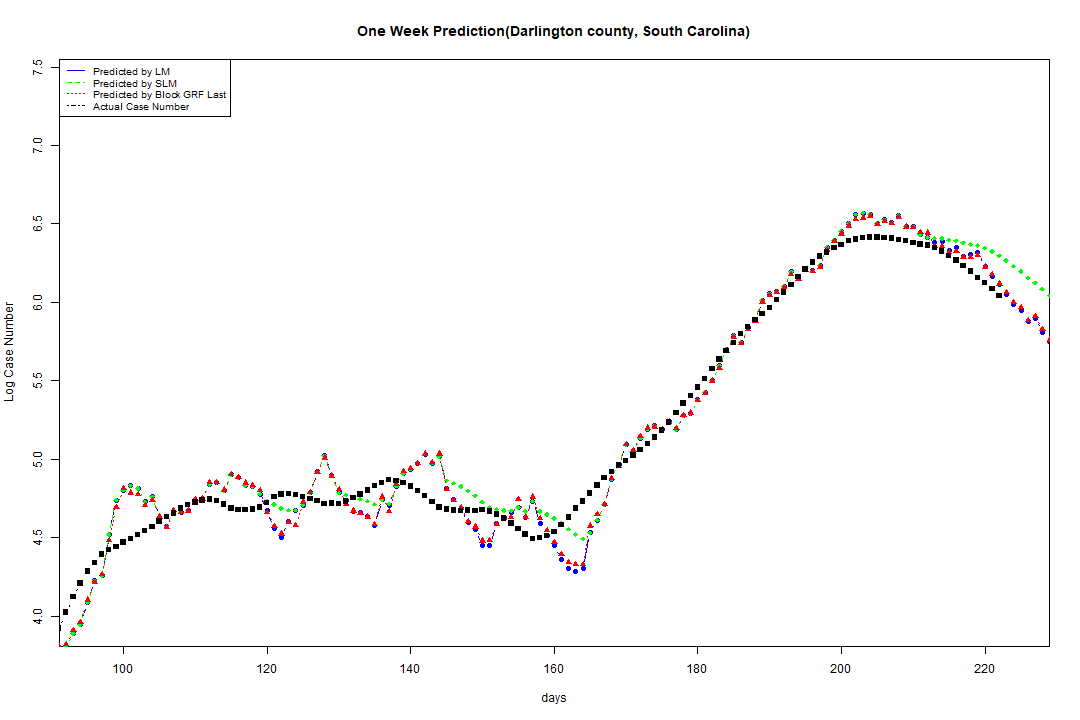 One Week Prediction(Darlington county, South Carolina)
Predicted by LM
Predicted by SLM
Predicted by Block GRF Last
Actual Case Number
7.5
7.0
6.5
6.0
5.5
5.0
4.5
4.0
Log Case Number
100 120 140 160 180 200 220
days